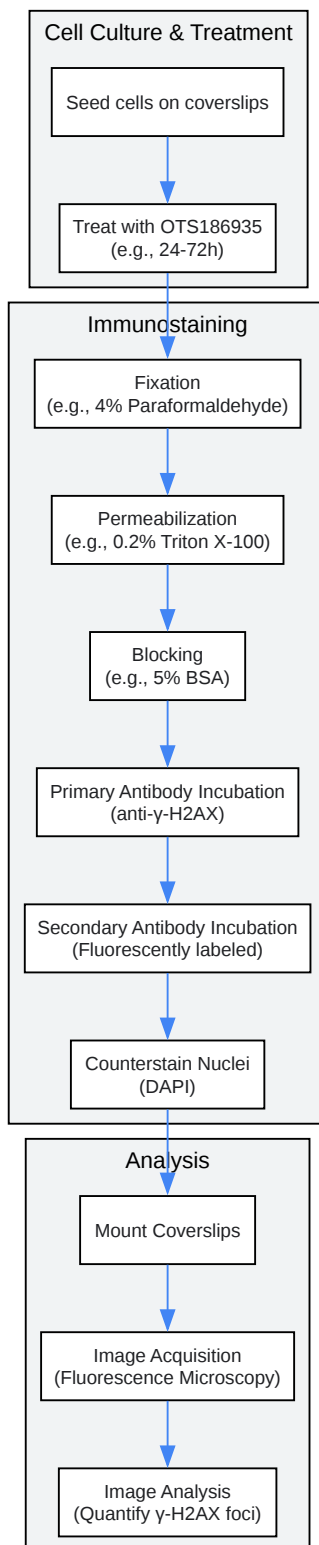 Cell Culture & Treatment
Seed cells on coverslips
Treat with OTS186935
(e.g., 24-72h)
Immunostaining
Fixation
(e.g., 4% Paraformaldehyde)
Permeabilization
(e.g., 0.2% Triton X-100)
Blocking
(e.g., 5% BSA)
Primary Antibody Incubation
(anti-γ-H2AX)
Secondary Antibody Incubation
(Fluorescently labeled)
Counterstain Nuclei
(DAPI)
Analysis
Mount Coverslips
Image Acquisition
(Fluorescence Microscopy)
Image Analysis
(Quantify γ-H2AX foci)